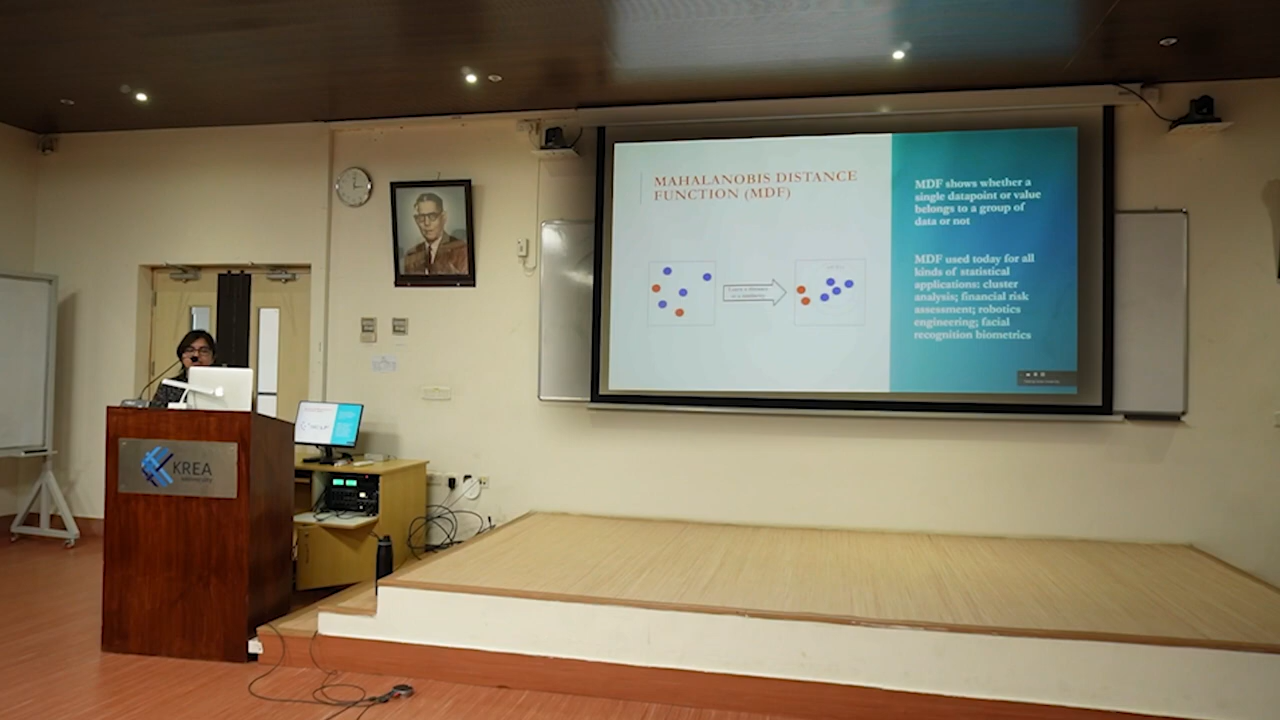 MAHALANOBIS DISTANCE
FUNCTION (MDF)
MDF shows whether a
single datapoint or value
belongs to a group of
data or not
MDF used today for all
kinds of statistical
applications: cluster
analysis; financial risk
assessment; robotics
engineering; facial
recognition biometrics
KREA
university